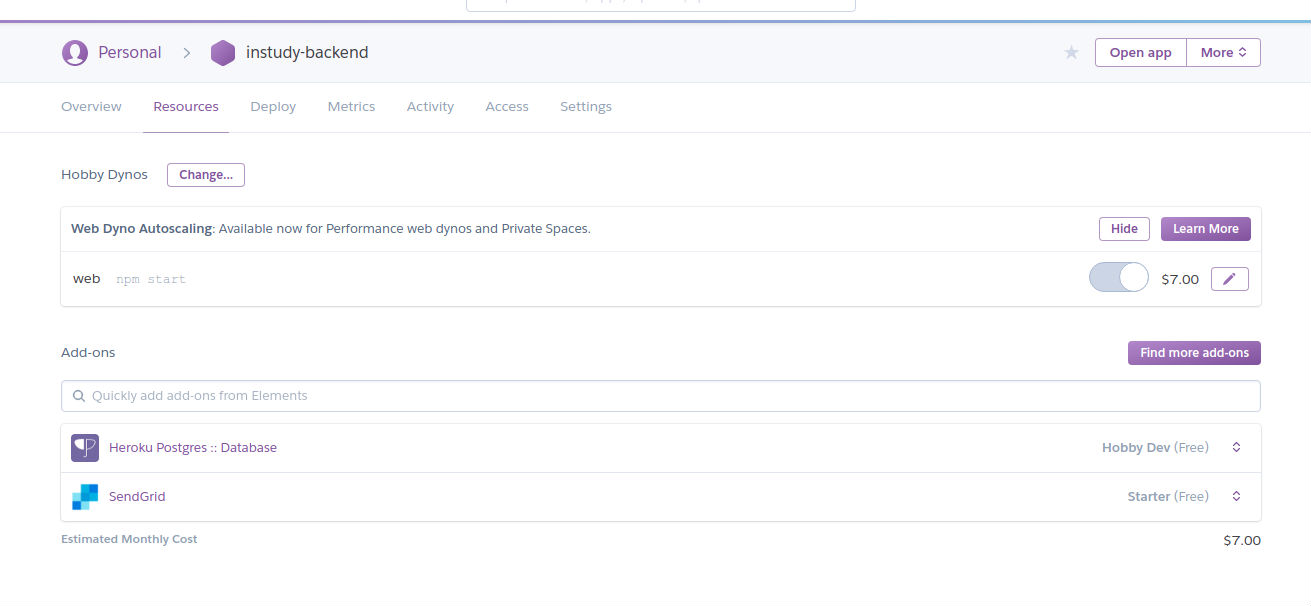 Personal > instudy-backend
Open app More
Overview Resources Deploy Metrics Activity Access Settings
Hobby Dynos Change...
Web Dyno Autoscaling: Available now for Performance web dynos and Private Spaces. Hide Learn More
web npm start $7.00
Add-ons Find more add-ons
Quickly add add-ons from Elements
Heroku Postgres :: Database Hobby Dev (Free)
SendGrid Starter (Free)
Estimated Monthly Cost $7.00